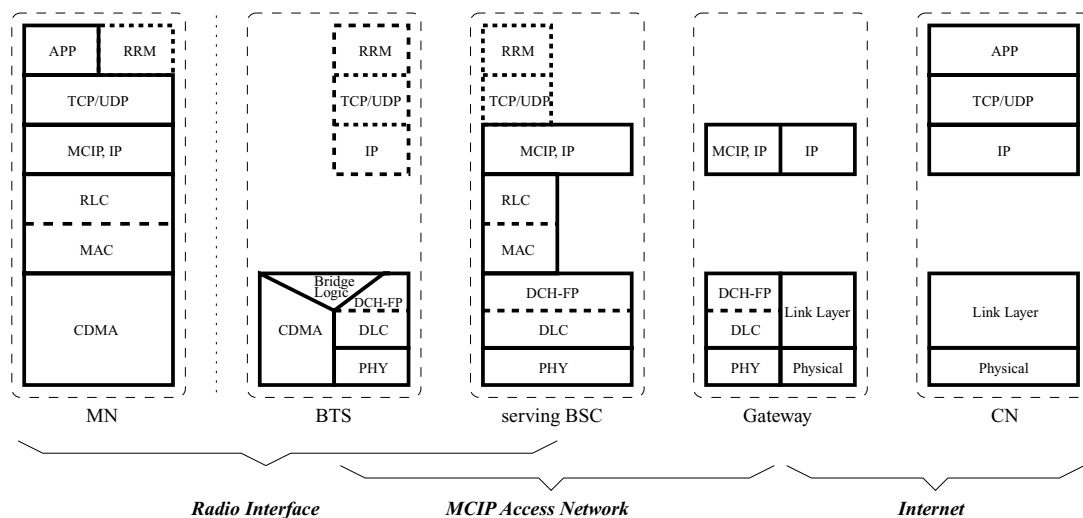 APP
RRM
TCP/UDP
MCIP, IP
RLC
MAC
CDMA
MN
RRM
TCP/UDP
IP
Bridge
Logic
DCH-FP
CDMA
DLC
PHY
BTS
RRM
TCP/UDP
MCIP, IP
RLC
MAC
DCH-FP
DLC
PHY
serving BSC
MCIP, IP
IP
DCH-FP
DLC
Link Layer
PHY
Physical
Gateway
APP
TCP/UDP
IP
Link Layer
Physical
CN
Radio Interface
MCIP Access Network
Internet